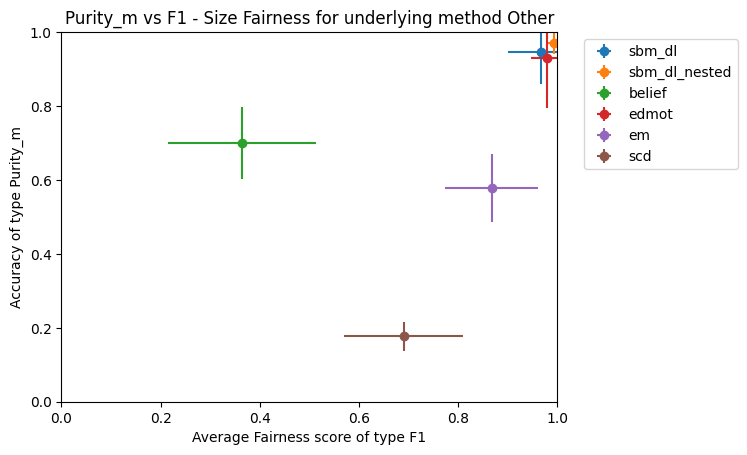 Purity_m vs F1 - Size Fairness for underlying method Other
1.0
0.8
0.6
0.4
0.2
0.0
Accuracy of type Purity_m
0.0 0.2 0.4 0.6 0.8 1.0
Average Fairness score of type F1
sbm_dl
sbm_dl_nested
belief
edmot
em
scd